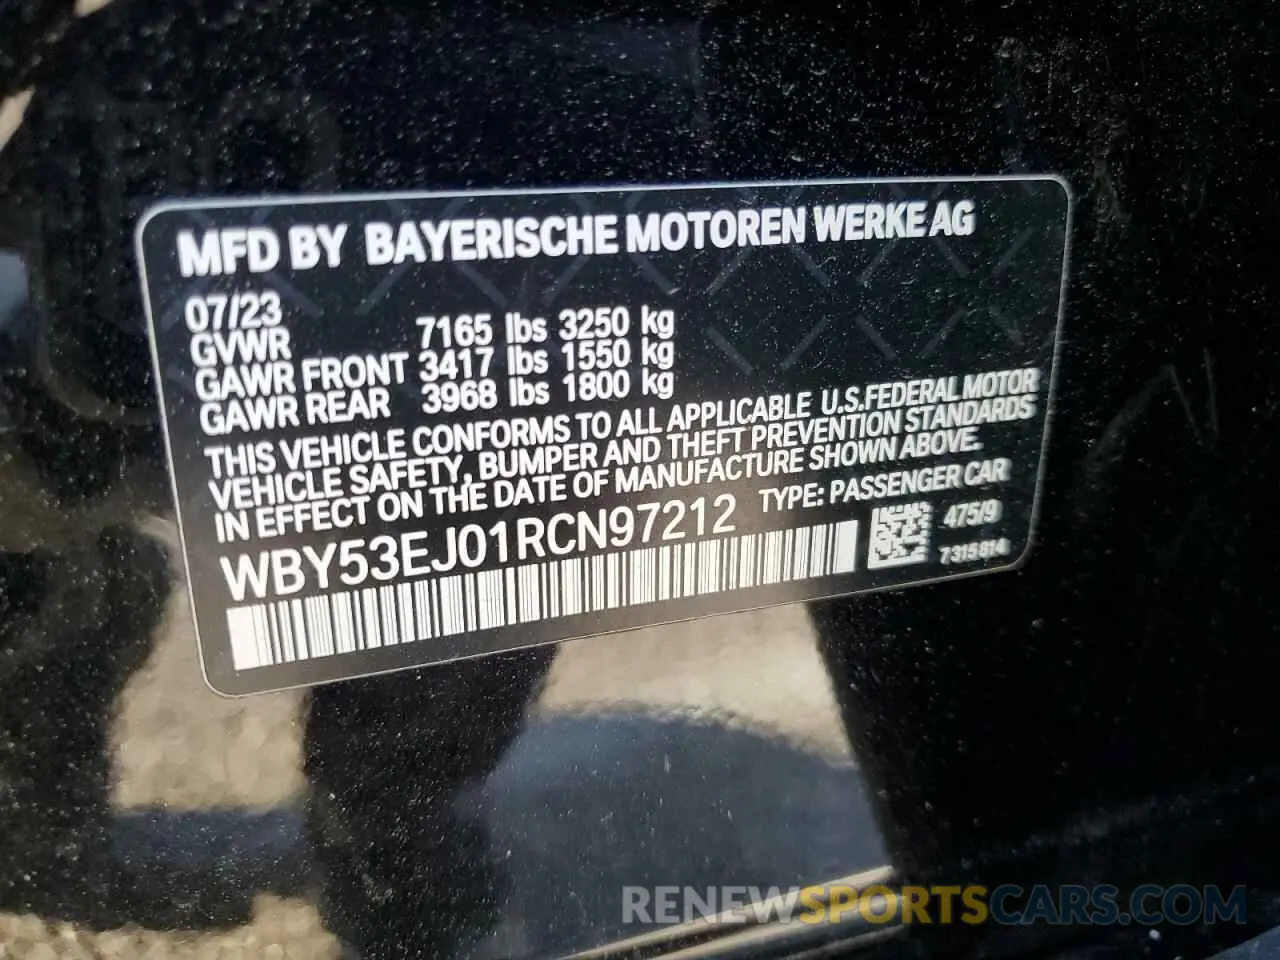 MFD BY BAYERISCHE MOTOREN WERKE AG
07/23
GVWR 7165 lbs 3250 kg
GAWR FRONT 3417 lbs 1550 kg
GAWR REAR 3968 lbs 1800 kg
THIS VEHICLE CONFORMS TO ALL APPLICABLE U.S.FEDERAL MOTOR
VEHICLE SAFETY, BUMPER AND THEFT PREVENTION STANDARDS
IN EFFECT ON THE DATE OF MANUFACTURE SHOWN ABOVE.
WBY53EJ01RCN97212 TYPE: PASSENGER CAR
475/9
7315814
RENEWSPORTSCARS.COM